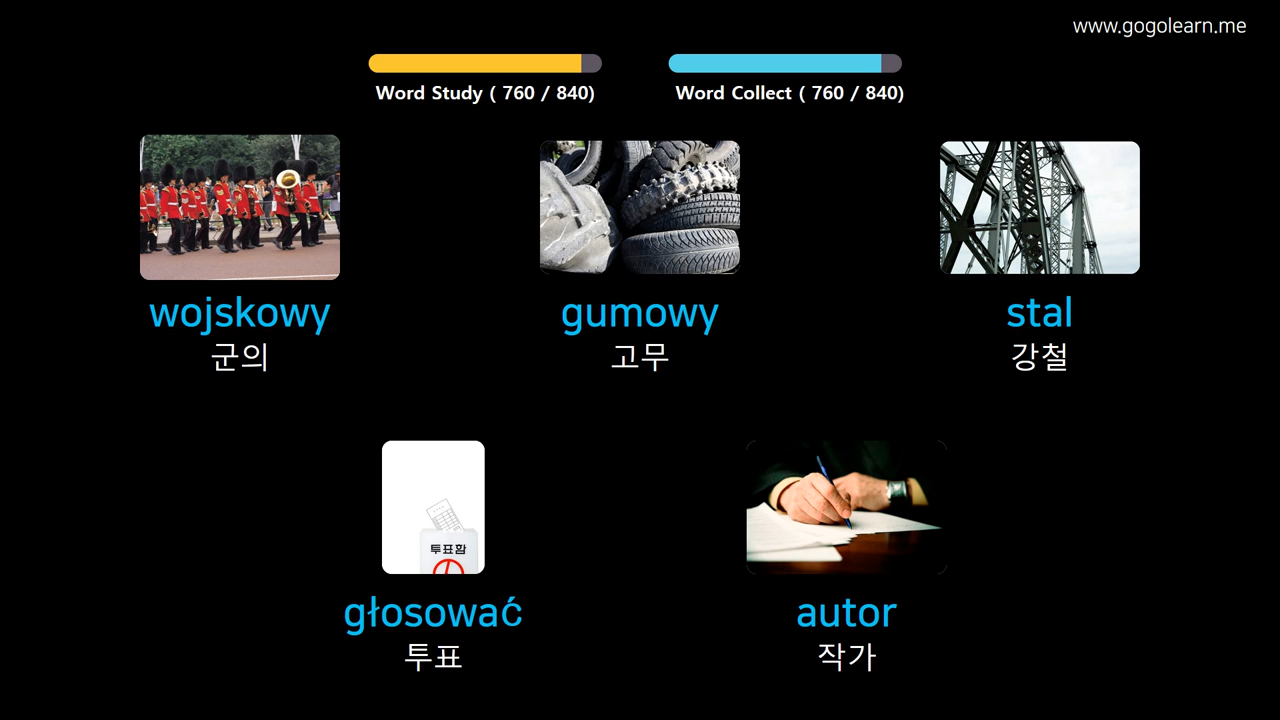 www.gogolearn.me
Word Study ( 760 / 840)
Word Collect ( 760 / 840)
wojskowy
군의
gumowy
고무
stal
강철
투표함
głosować
투표
autor
작가